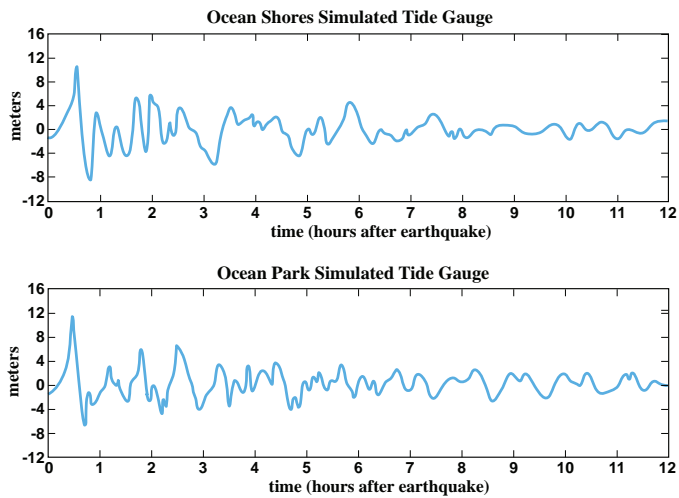 Ocean Shores Simulated Tide Gauge
16
12
8
4
0
-4
-8
-12
meters
0 1 2 3 4 5 6 7 8 9 10 11 12
time (hours after earthquake)
Ocean Park Simulated Tide Gauge
16
12
8
4
0
-4
-8
-12
meters
0 1 2 3 4 5 6 7 8 9 10 11 12
time (hours after earthquake)